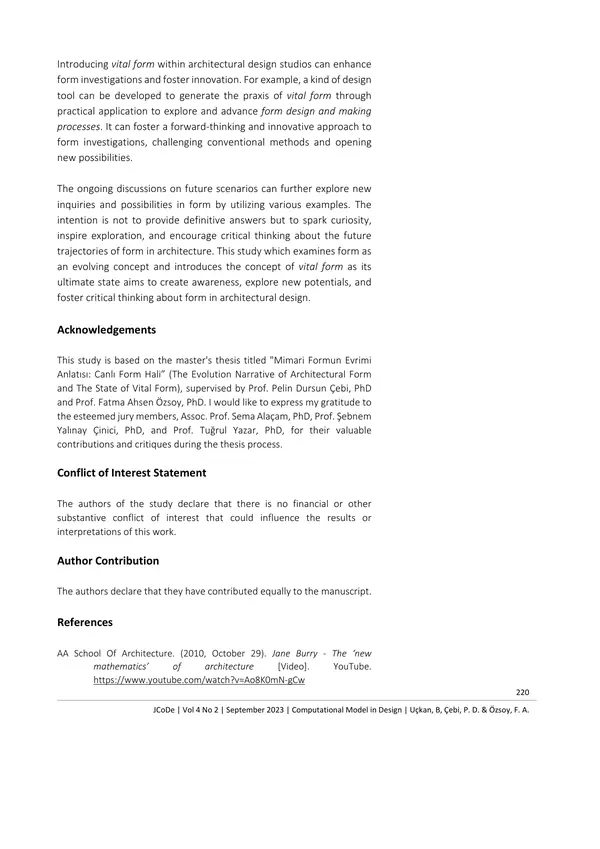 Introducing vital form within architectural design studios can enhance
form investigations and foster innovation. For example, a kind of design
tool can be developed to generate the praxis of vital form through
practical application to explore and advance form design and making
processes. It can foster a forward-thinking and innovative approach to
form investigations, challenging conventional methods and opening
new possibilities.
The ongoing discussions on future scenarios can further explore new
inquiries and possibilities in form by utilizing various examples. The
intention is not to provide definitive answers but to spark curiosity,
inspire exploration, and encourage critical thinking about the future
trajectories of form in architecture. This study which examines form as
an evolving concept and introduces the concept of vital form as its
ultimate state aims to create awareness, explore new potentials, and
foster critical thinking about form in architectural design.
Acknowledgements
This study is based on the master's thesis titled "Mimari Formun Evrimi
Anlatısı: Canlı Form Hali” (The Evolution Narrative of Architectural Form
and The State of Vital Form), supervised by Prof. Pelin Dursun Çebi, PhD
and Prof. Fatma Ahsen Özsoy, PhD. I would like to express my gratitude to
the esteemed jury members, Assoc. Prof. Sema Alaçam, PhD, Prof. Şebnem
Yalınay Çinici, PhD, and Prof. Tuğrul Yazar, PhD, for their valuable
contributions and critiques during the thesis process.
Conflict of Interest Statement
The authors of the study declare that there is no financial or other
substantive conflict of interest that could influence the results or
interpretations of this work.
Author Contribution
The authors declare that they have contributed equally to the manuscript.
References
AA School Of Architecture. (2010, October 29). Jane Burry - The ‘new
mathematics’ of architecture [Video]. YouTube.
https://www.youtube.com/watch?v=Ao8K0mN-gCw
220
JCoDe | Vol 4 No 2 | September 2023 | Computational Model in Design | Uçkan, B, Çebi, P. D. & Özsoy, F. A.